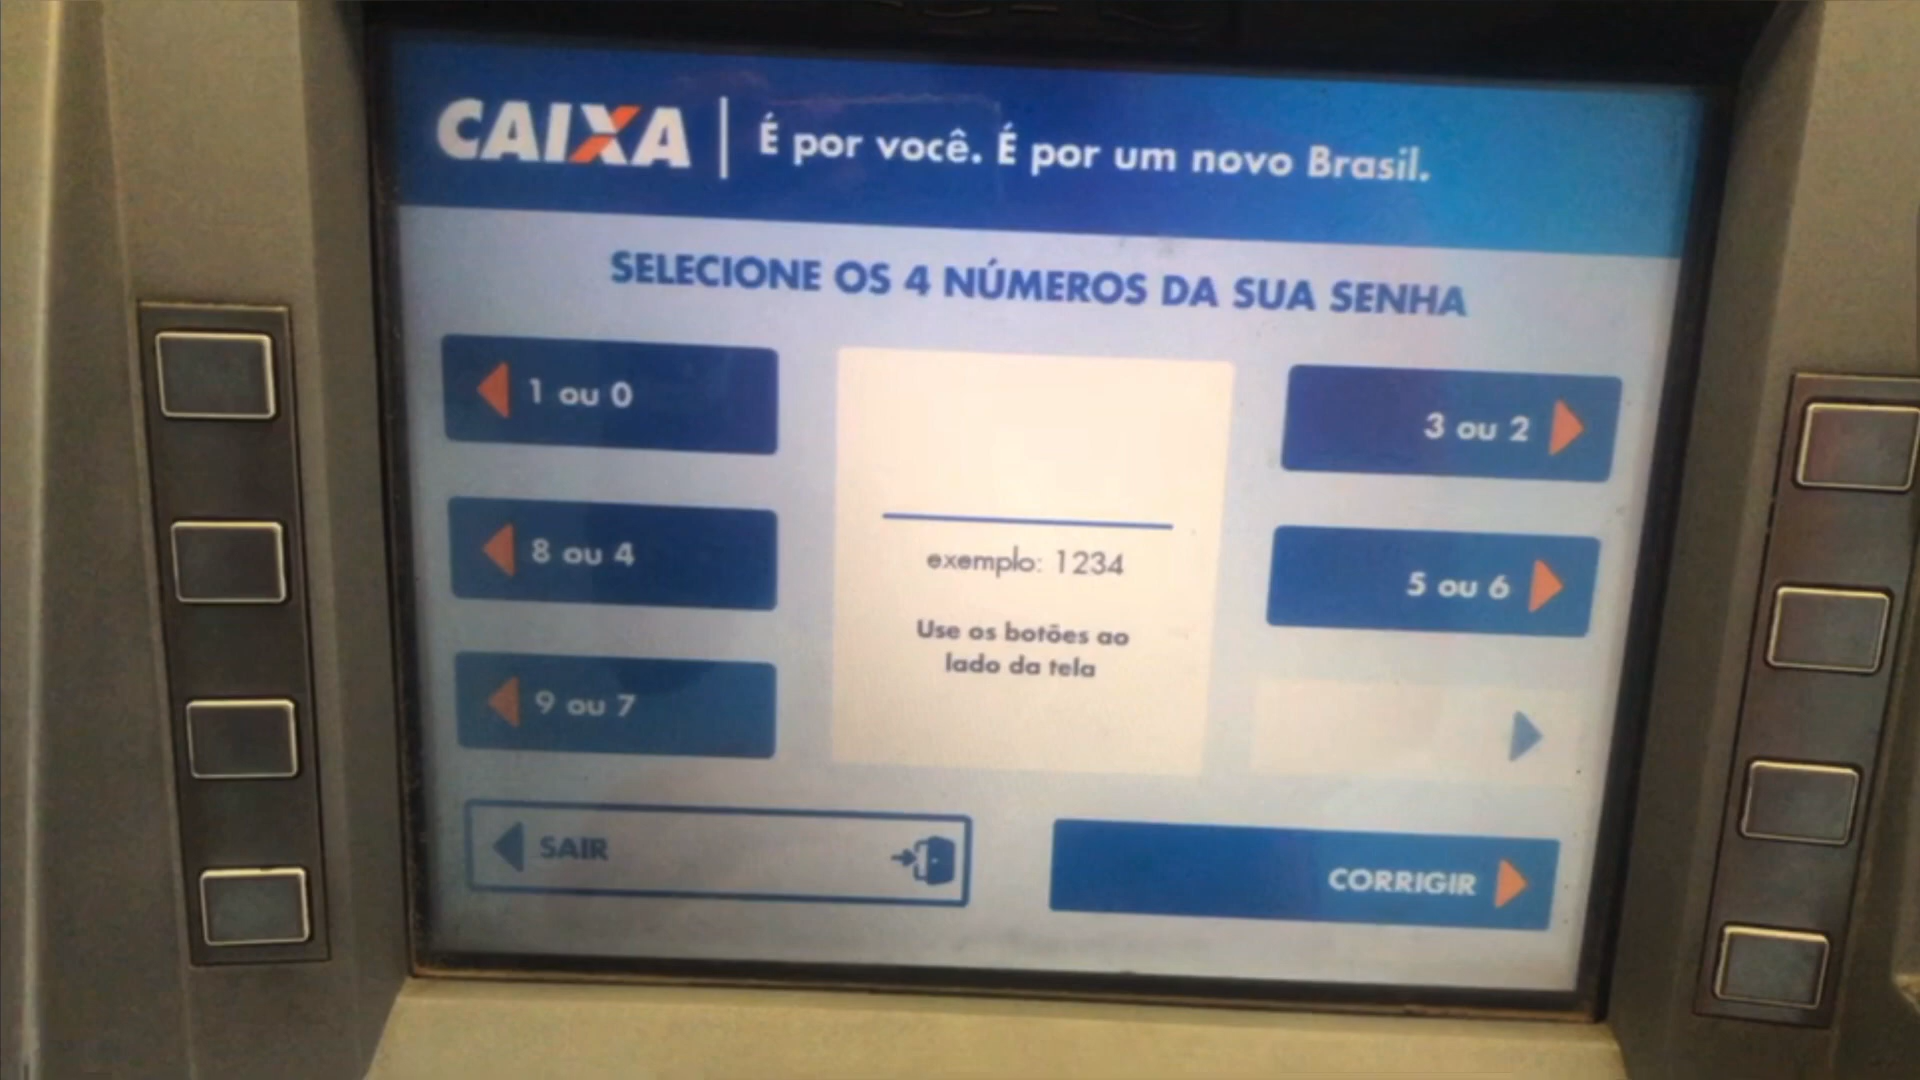 CAIXA | É por você. É por um novo Brasil.
SELECIONE OS 4 NÚMEROS DA SUA SENHA
1 ou 0
3 ou 2
8 ou 4
5 ou 6
exemplo: 1234
Use os botões ao
lado da tela
9 ou 7
SAIR
CORRIGIR